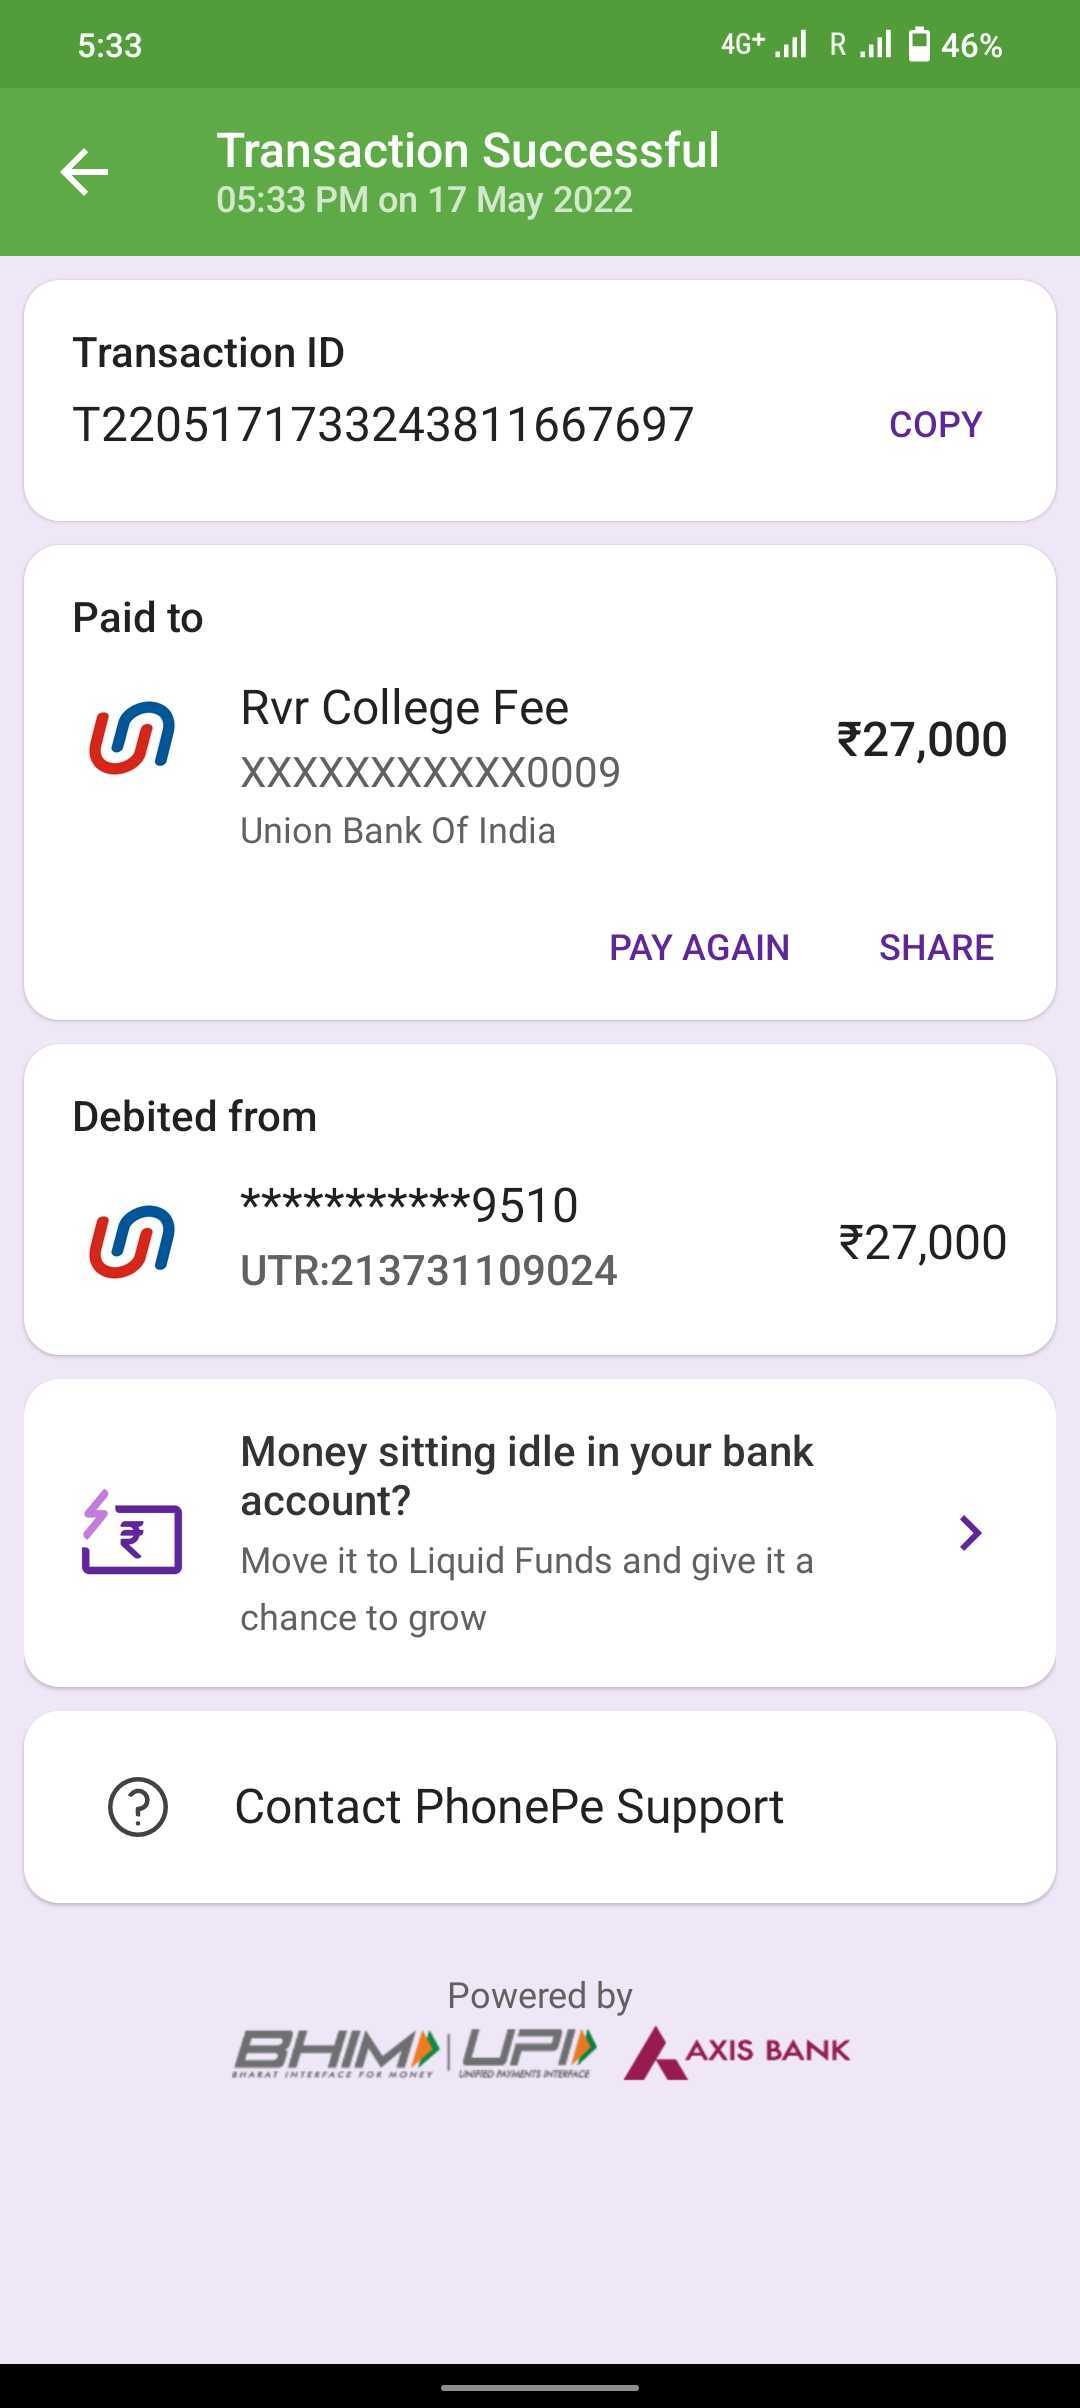 5:33 4G+ R 46%
Transaction Successful
05:33 PM on 17 May 2022
Transaction ID
T2205171733243811667697 COPY
Paid to
Rvr College Fee
₹27,000
XXXXXXXXXXX0009
Union Bank Of India
PAY AGAIN SHARE
Debited from
***********9510
₹27,000
UTR:213731109024
Money sitting idle in your bank
account?
Move it to Liquid Funds and give it a
chance to grow
₹
Contact PhonePe Support
Powered by
BHIM UPI AXIS BANK
BHARAT INTERFACE FOR MONEY UNIFIED PAYMENTS INTERFACE